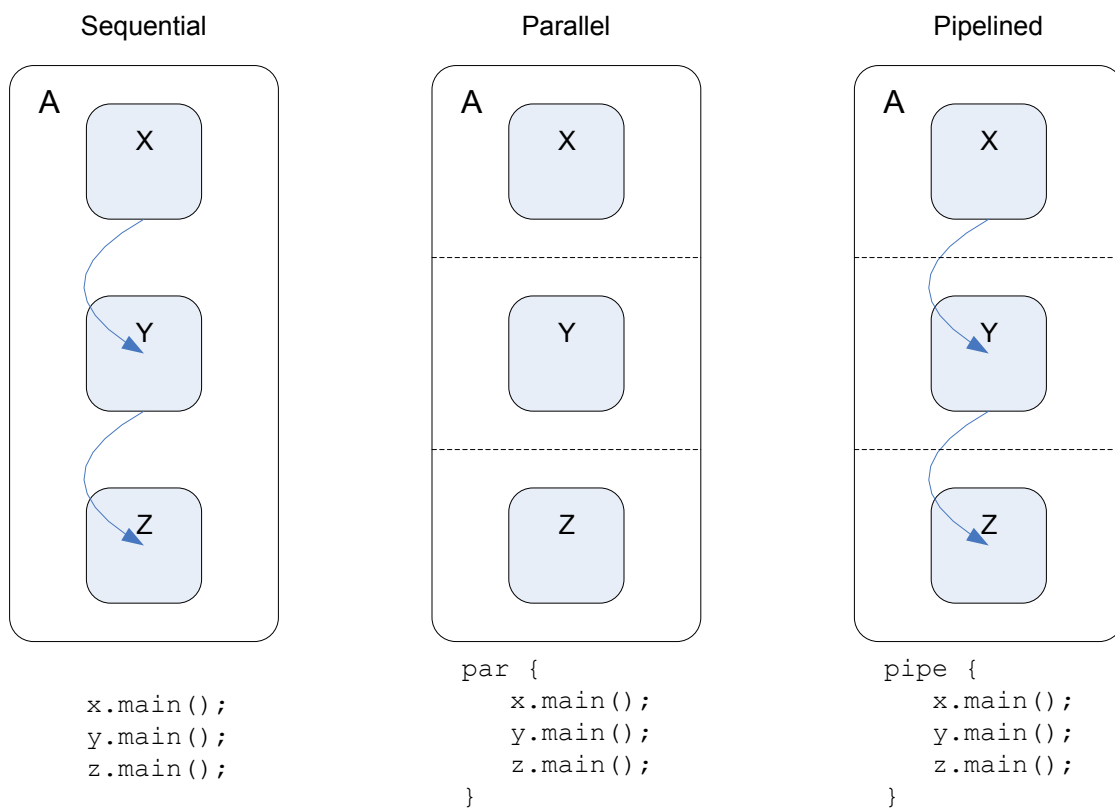 Sequential
A
X
Y
Z
x.main();
y.main();
z.main();
Parallel
X
Y
Z
par {
x.main();
y.main();
z.main();
}
Pipelined
A
X
Y
Z
pipe {
x.main();
y.main();
z.main();
}